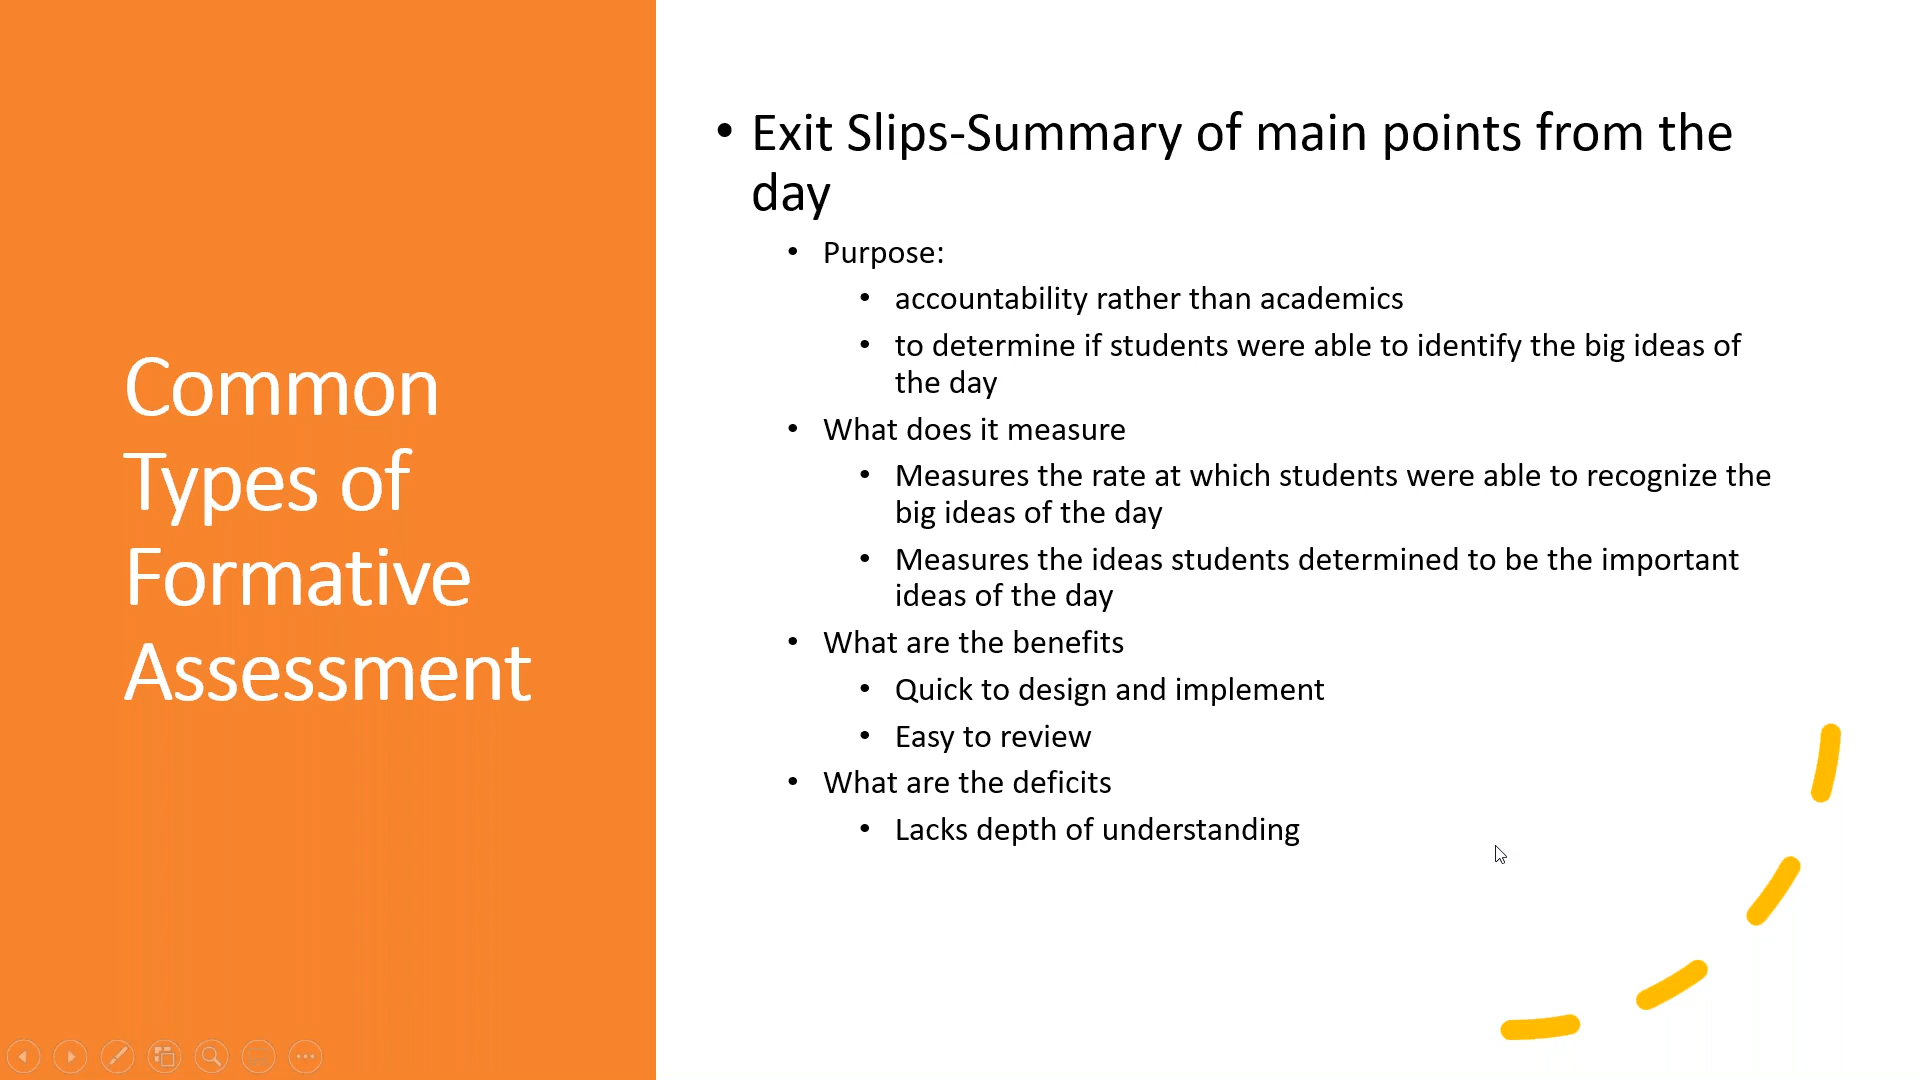 Common
Types of
Formative
Assessment
• Exit Slips-Summary of main points from the
day
• Purpose:
• accountability rather than academics
• to determine if students were able to identify the big ideas of
the day
• What does it measure
• Measures the rate at which students were able to recognize the
big ideas of the day
• Measures the ideas students determined to be the important
ideas of the day
• What are the benefits
• Quick to design and implement
• Easy to review
• What are the deficits
• Lacks depth of understanding